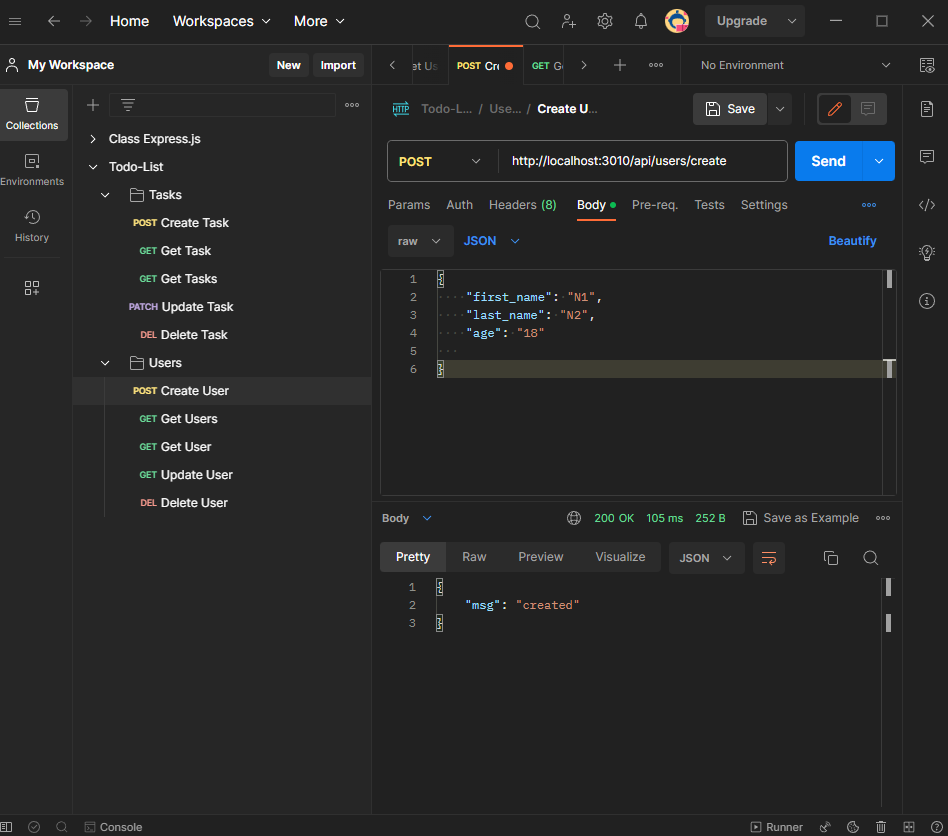 Home Workspaces More Upgrade
My Workspace New Import
et Us POST Cr GET G No Environment
Collections
Environments
History
Class Express.js
Todo-List
Tasks
POST Create Task
GET Get Task
GET Get Tasks
PATCH Update Task
DEL Delete Task
Users
POST Create User
GET Get Users
GET Get User
GET Update User
DEL Delete User
HTTP Todo-L... / Use... / Create U... Save
POST http://localhost:3010/api/users/create Send
Params Auth Headers (8) Body Pre-req. Tests Settings
raw JSON Beautify
1 {
2 "first_name": "N1",
3 "last_name": "N2",
4 "age": "18"
5
6 }
Body 200 OK 105 ms 252 B Save as Example
Pretty Raw Preview Visualize JSON
1 {
2 "msg": "created"
3 }
Console Runner